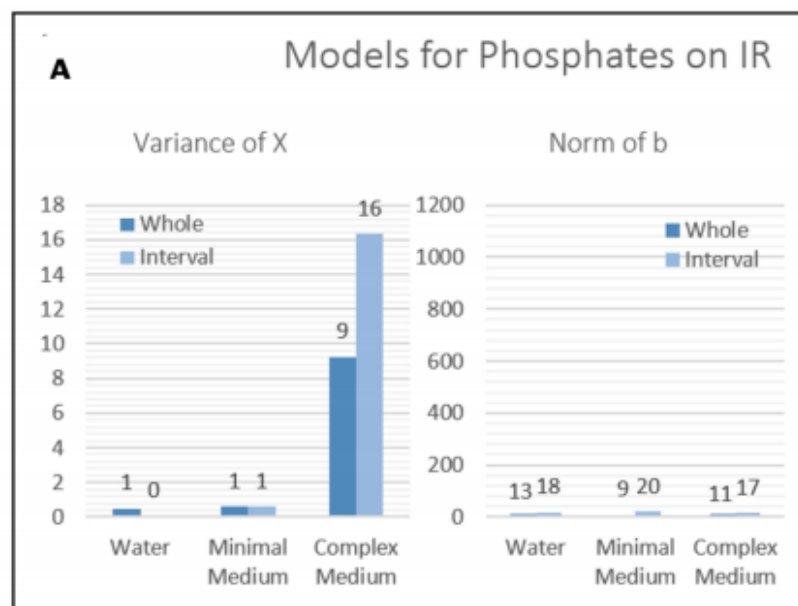 A
Models for Phosphates on IR
Variance of X
18
16
14
12
10
8
6
4
2
0
Whole
Interval
1 0
1 1
9
16
Water
Minimal
Medium
Complex
Medium
Norm of b
1200
1000
800
600
400
200
0
Whole
Interval
13 18
9 20
11 17
Water
Minimal
Medium
Complex
Medium